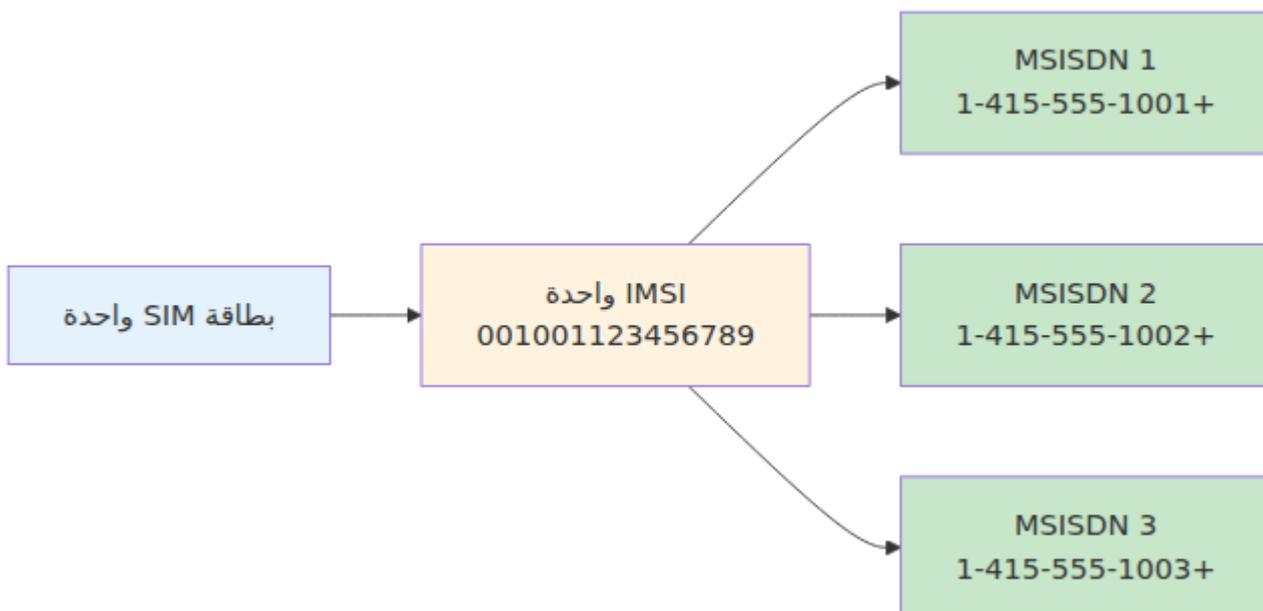 بطاقة SIM واحدة
IMSI واحدة
001001123456789
MSISDN 1
1-415-555-1001+
MSISDN 2
1-415-555-1002+
MSISDN 3
1-415-555-1003+